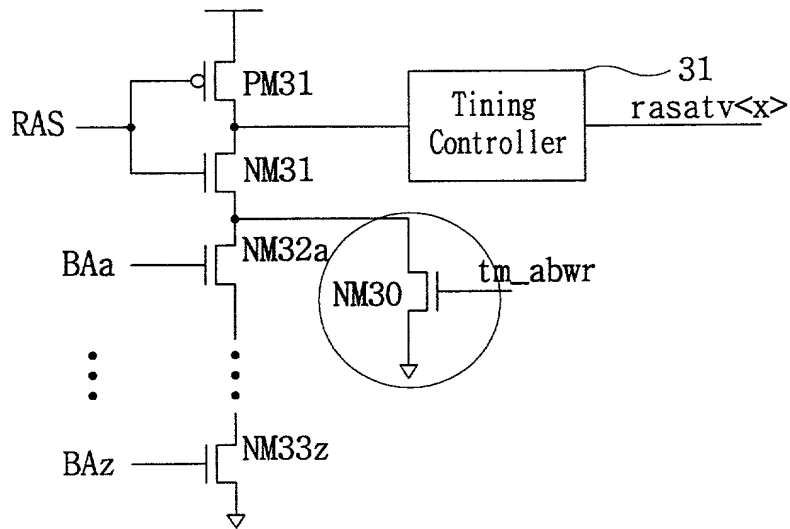 PM31
31
Tining
Controller
rasatv<x>
RAS
NM31
NM32a
BAa
tm_abwr
NM30
NM33z
BAz